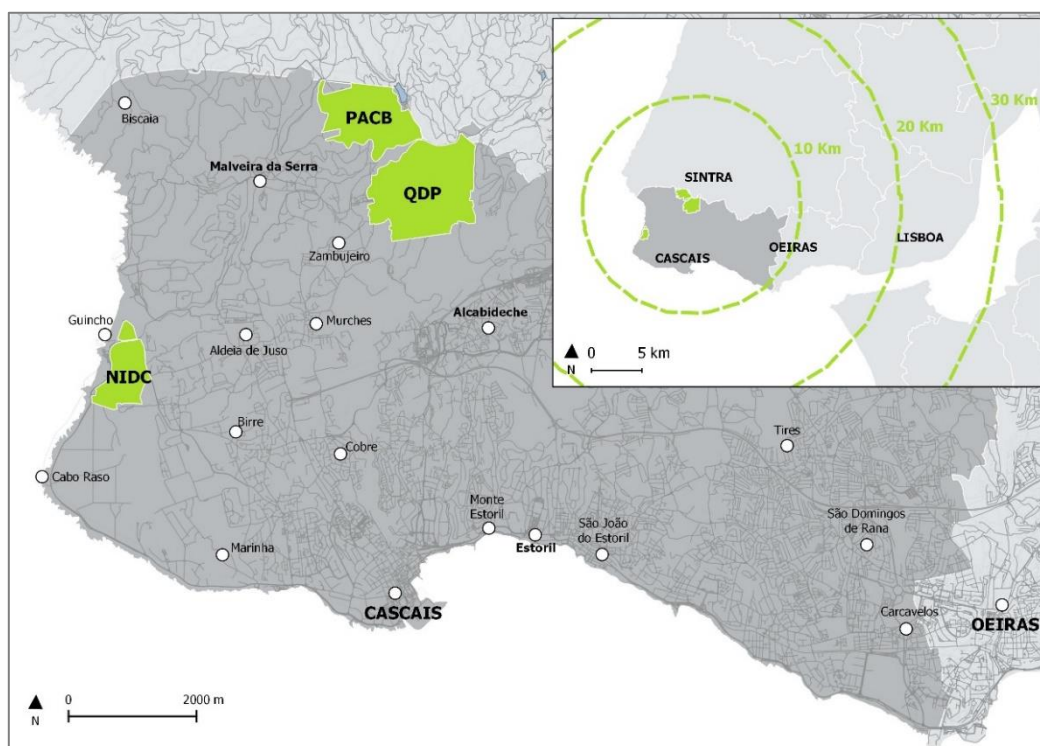 PACB
Biscaia
Malveira da Serra
QDP
Zambujeiro
Guincho
Murches
Alcabideche
Aldeia de Juso
NIDC
Birre
Cobre
Tires
Cabo Raso
Monte
Estoril
Estoril
São João
do Estoril
São Domingos
de Rana
Marinha
CASCAIS
Carcavelos
OEIRAS
N
0 2000 m
30 Km
20 Km
10 Km
SINTRA
OEIRAS
LISBOA
CASCAIS
N
0 5 km